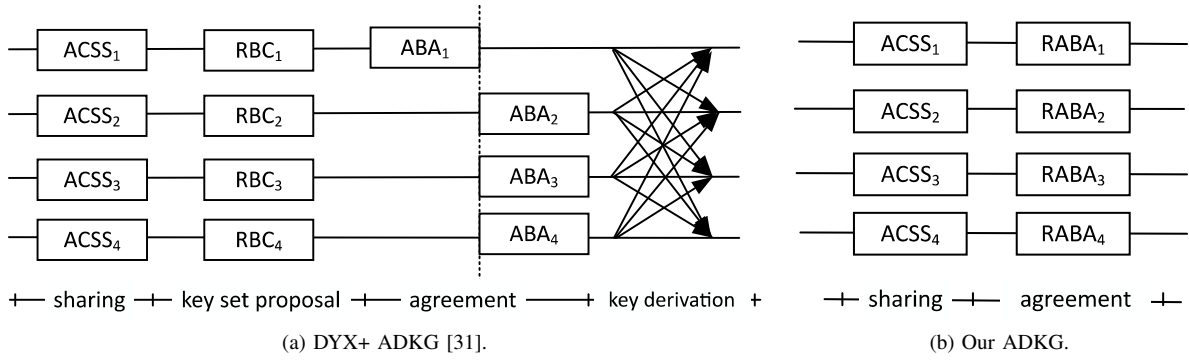 ACSS₁ RBC₁ ABA₁
ACSS₂ RBC₂ ABA₂
ACSS₃ RBC₃ ABA₃
ACSS₄ RBC₄ ABA₄
sharing key set proposal agreement key derivation
(a) DYX+ ADKG [31].
ACSS₁ RABA₁
ACSS₂ RABA₂
ACSS₃ RABA₃
ACSS₄ RABA₄
sharing agreement
(b) Our ADKG.